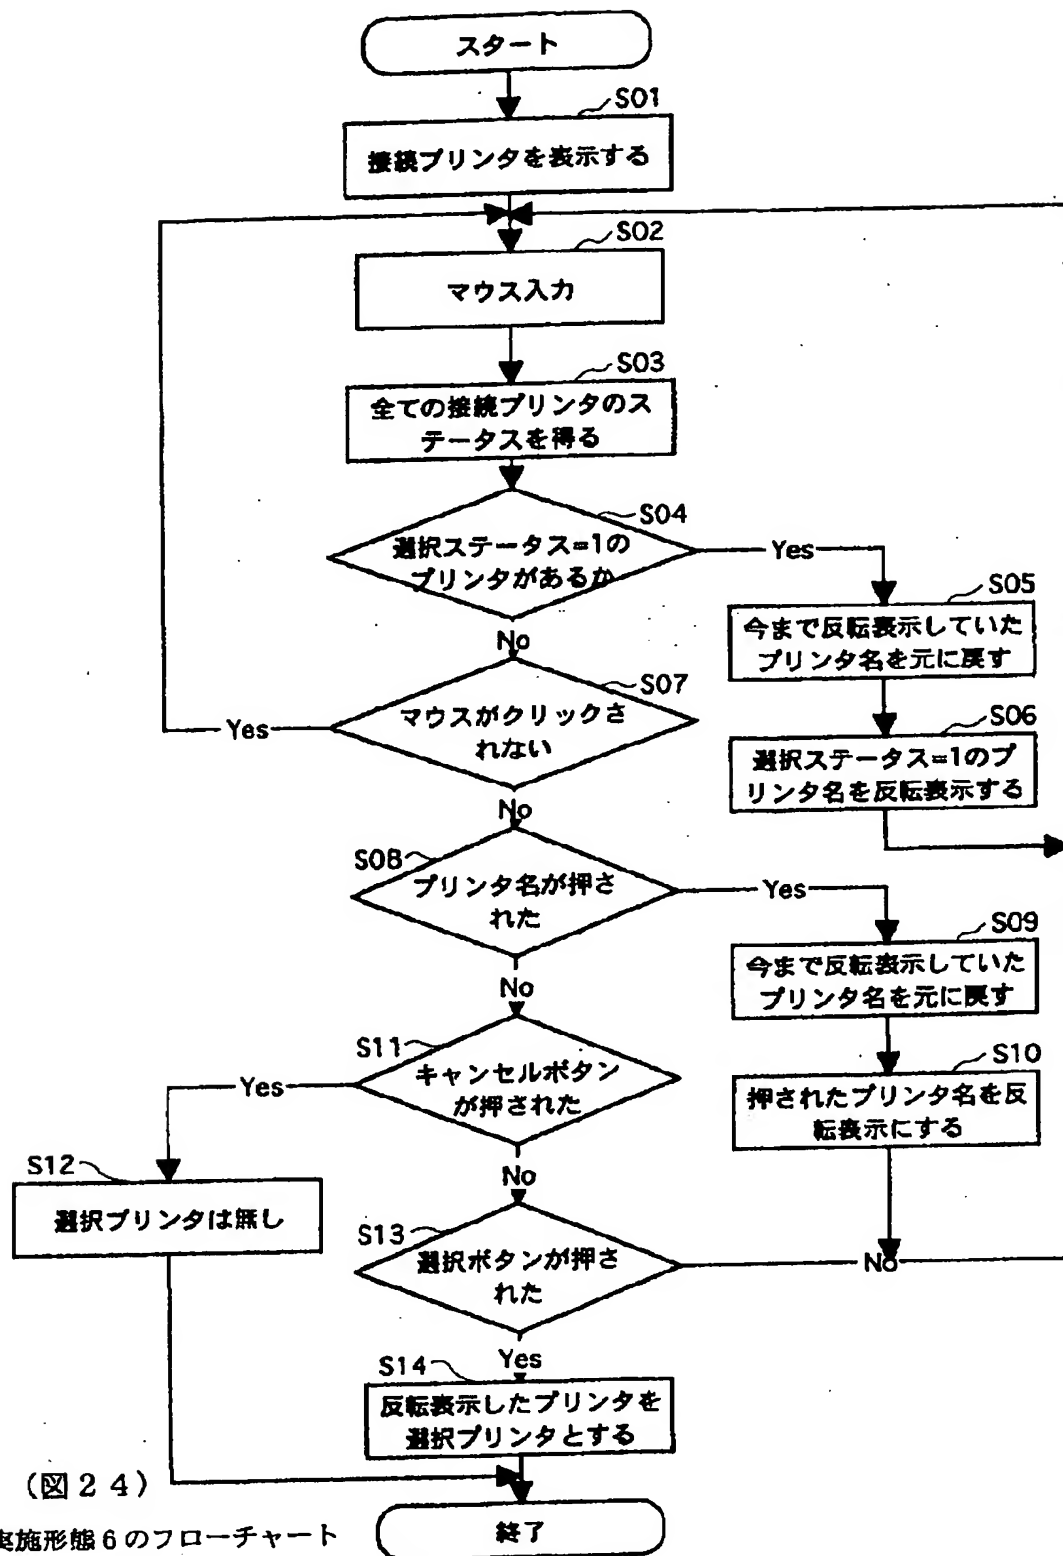 スタート
S01
接続プリンタを表示する
S02
マウス入力
S03
全ての接続プリンタのス
テータスを得る
S04
選択ステータス=1の
プリンタがあるか
Yes
No
S05
今まで反転表示していた
プリンタ名を元に戻す
S06
選択ステータス=1のプ
リンタ名を反転表示する
S07
マウスがクリックさ
れない
Yes
No
S08
プリンタ名が押さ
れた
Yes
No
S09
今まで反転表示していた
プリンタ名を元に戻す
S10
押されたプリンタ名を反
転表示にする
S11
キャンセルボタン
が押された
Yes
No
S12
選択プリンタは無し
S13
選択ボタンが押さ
れた
No
Yes
S14
反転表示したプリンタを
選択プリンタとする
終了
(図24)
実施形態6のフローチャート